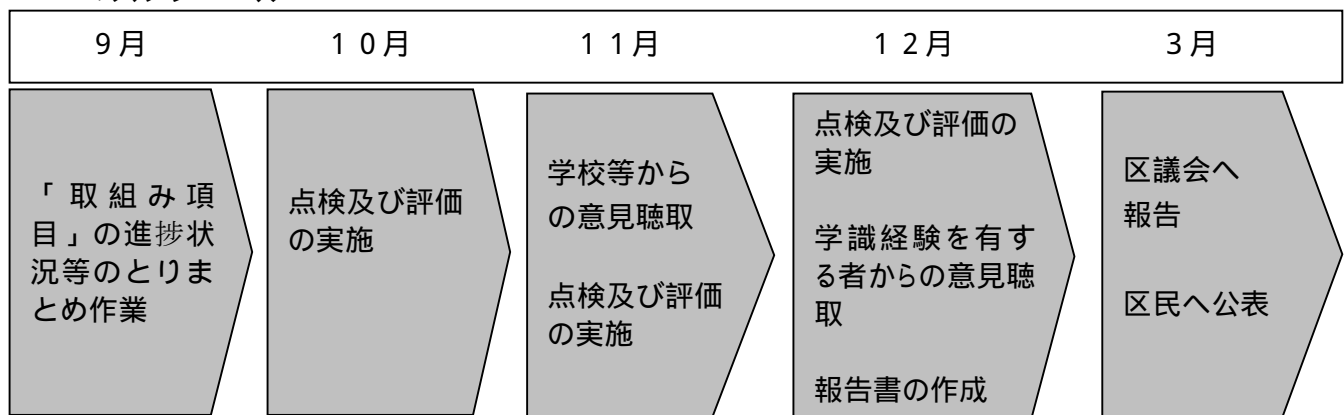 9月 10月 11月 12月 3月
「取組み項
目」の進捗状
況等のとりま
とめ作業
点検及び評価
の実施
学校等から
の意見聴取
点検及び評価
の実施
点検及び評価の
実施
学識経験を有す
る者からの意見聴
取
報告書の作成
区議会へ
報告
区民へ公表